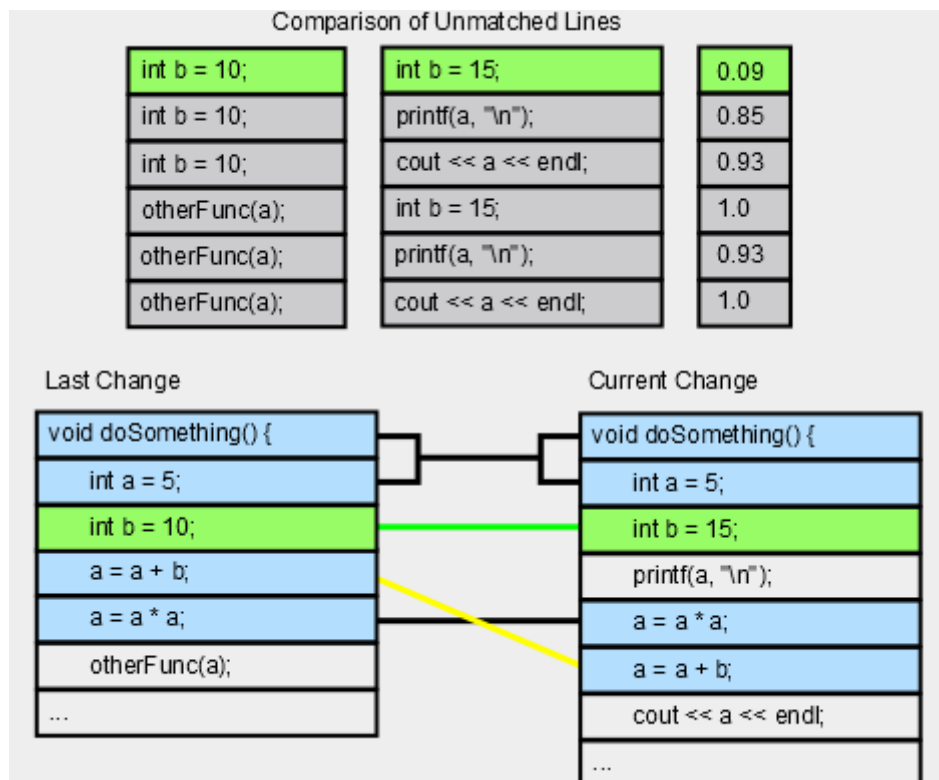 Comparison of Unmatched Lines
int b = 10; int b = 15; 0.09
int b = 10; printf(a, "\n"); 0.85
int b = 10; cout << a << endl; 0.93
otherFunc(a); int b = 15; 1.0
otherFunc(a); printf(a, "\n"); 0.93
otherFunc(a); cout << a << endl; 1.0
Last Change
void doSomething() {
int a = 5;
int b = 10;
a = a + b;
a = a * a;
otherFunc(a);
...
Current Change
void doSomething() {
int a = 5;
int b = 15;
printf(a, "\n");
a = a * a;
a = a + b;
cout << a << endl;
...